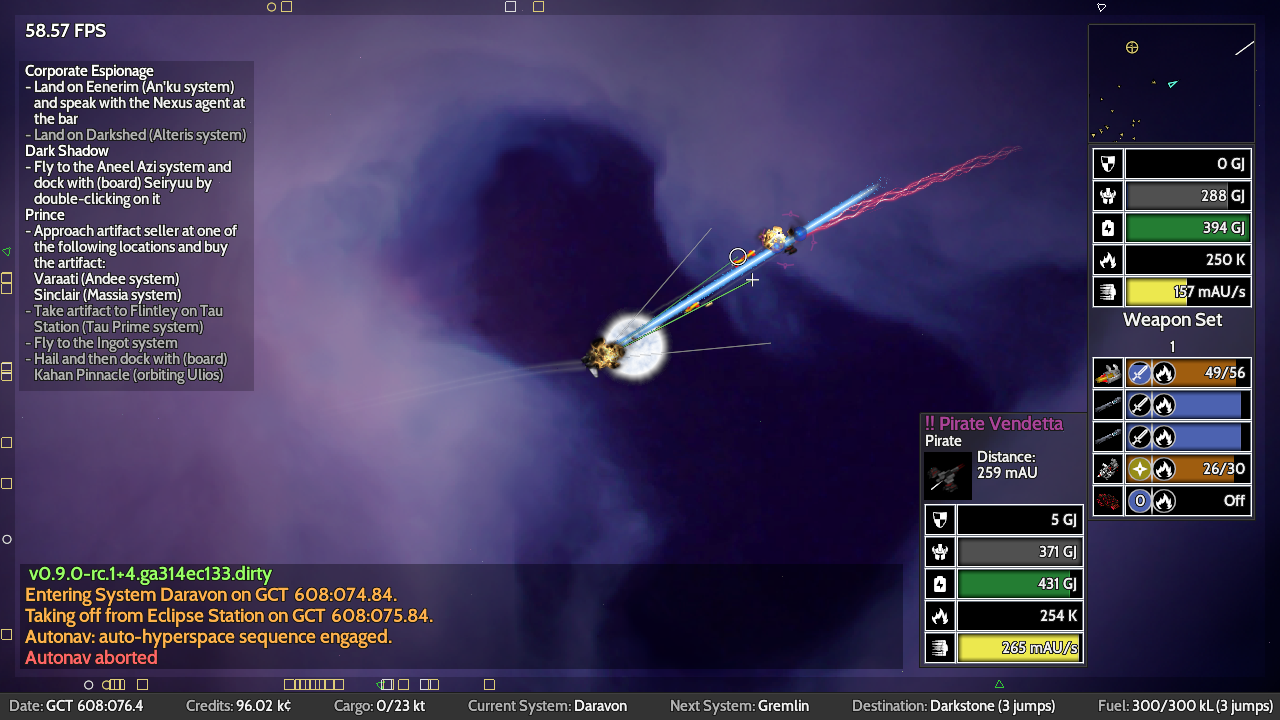 58.57 FPS
Corporate Espionage
- Land on Eenerim (An'ku system)
and speak with the Nexus agent at
the bar
- Land on Darkshed (Alteris system)
Dark Shadow
- Fly to the Aneel Azi system and
dock with (board) Seiryuu by
double-clicking on it
Prince
- Approach artifact seller at one of
the following locations and buy
the artifact:
Varaati (Andee system)
Sinclair (Massia system)
- Take artifact to Flintley on Tau
Station (Tau Prime system)
- Fly to the Ingot system
- Hail and then dock with (board)
Kahan Pinnacle (orbiting Ulios)
0 GJ
288 GJ
394 GJ
250 K
157 mAU/s
Weapon Set
1
49/56
26/30
Off
!! Pirate Vendetta
Pirate
Distance:
259 mAU
5 GJ
371 GJ
431 GJ
254 K
265 mAU/s
v0.9.0-rc.1+4.ga314ec133.dirty
Entering System Daravon on GCT 608:074.84.
Taking off from Eclipse Station on GCT 608:075.84.
Autonav: auto-hyperspace sequence engaged.
Autonav aborted
Date: GCT 608:076.4 Credits: 96.02 k¢ Cargo: 0/23 kt Current System: Daravon Next System: Gremlin Destination: Darkstone (3 jumps) Fuel: 300/300 kL (3 jumps)